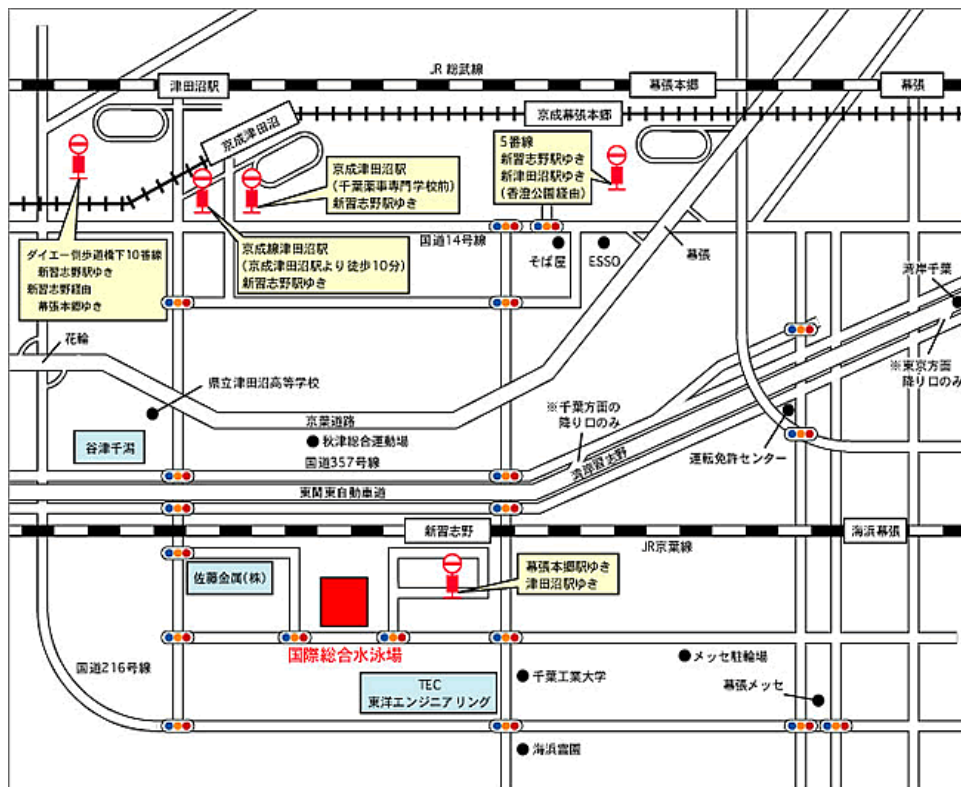 JR 総武線
津田沼駅
幕張本郷
幕張
京成津田沼
京成幕張本郷
5番線
新習志野駅ゆき
新津田沼駅ゆき
(香澄公園経由)
京成津田沼駅
(千葉薬事専門学校前)
新習志野駅ゆき
国道14号線
ダイエー側歩道橋下10番線
新習志野駅ゆき
新習志野経由
幕張本郷ゆき
京成線津田沼駅
(京成津田沼駅より徒歩10分)
新習志野駅ゆき
そば屋
ESSO
幕張
湾岸千葉
花輪
※東京方面
降り口のみ
県立津田沼高等学校
※千葉方面の
降り口のみ
京葉道路
秋津総合運動場
谷津千潟
国道357号線
湾岸習志野
運転免許センター
東関東自動車道
新習志野
海浜幕張
JR京葉線
佐藤金属(株)
幕張本郷駅ゆき
津田沼駅ゆき
国際総合水泳場
国道216号線
TEC
東洋エンジニアリング
千葉工業大学
メッセ駐輪場
幕張メッセ
海浜霊園